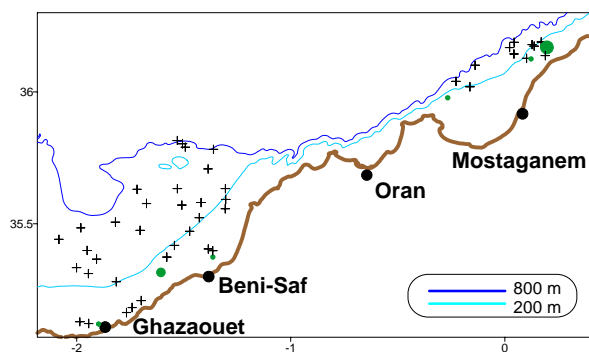 36
Mostaganem
Oran
35.5
Beni-Saf
800 m
200 m
Ghazaouet
-2
-1
0